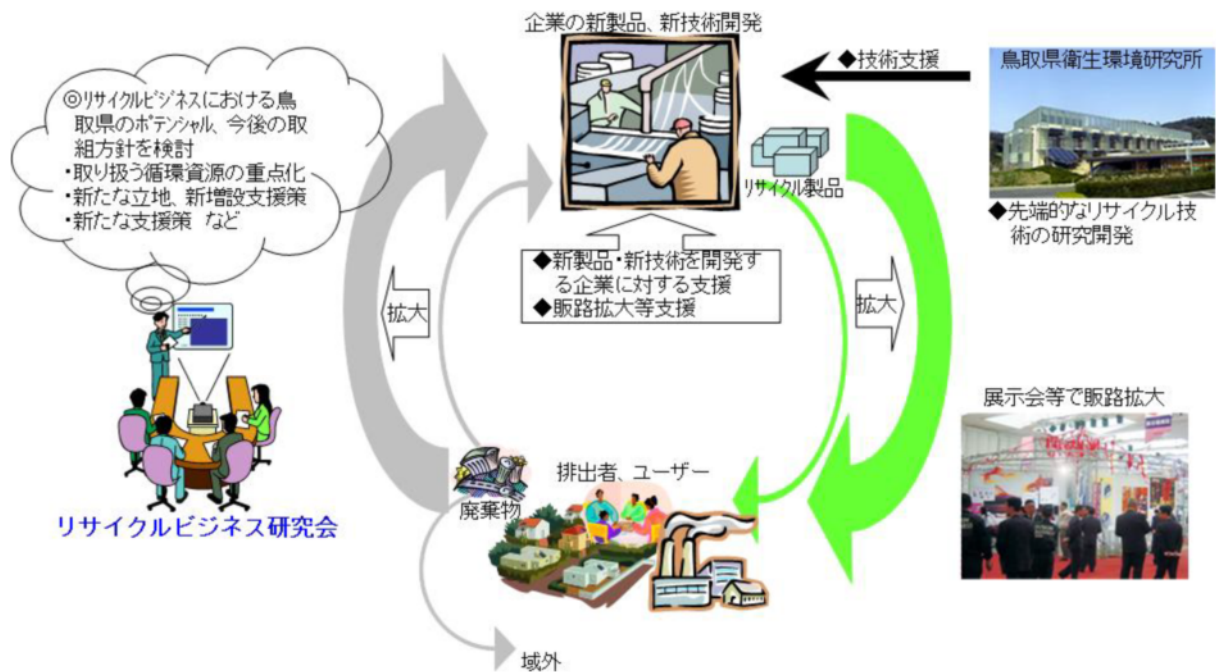 企業の新製品、新技術開発
◎リサイクルビジネスにおける鳥
取県のポテンシャル、今後の取
組方針を検討
・取り扱う循環資源の重点化
・新たな立地、新増設支援策
・新たな支援策 など
リサイクルビジネス研究会
◆技術支援
鳥取県衛生環境研究所
◆先端的なリサイクル技
術の研究開発
リサイクル製品
◆新製品・新技術を開発す
る企業に対する支援
◆販路拡大等支援
拡大
拡大
展示会等で販路拡大
排出者、ユーザー
廃棄物
域外